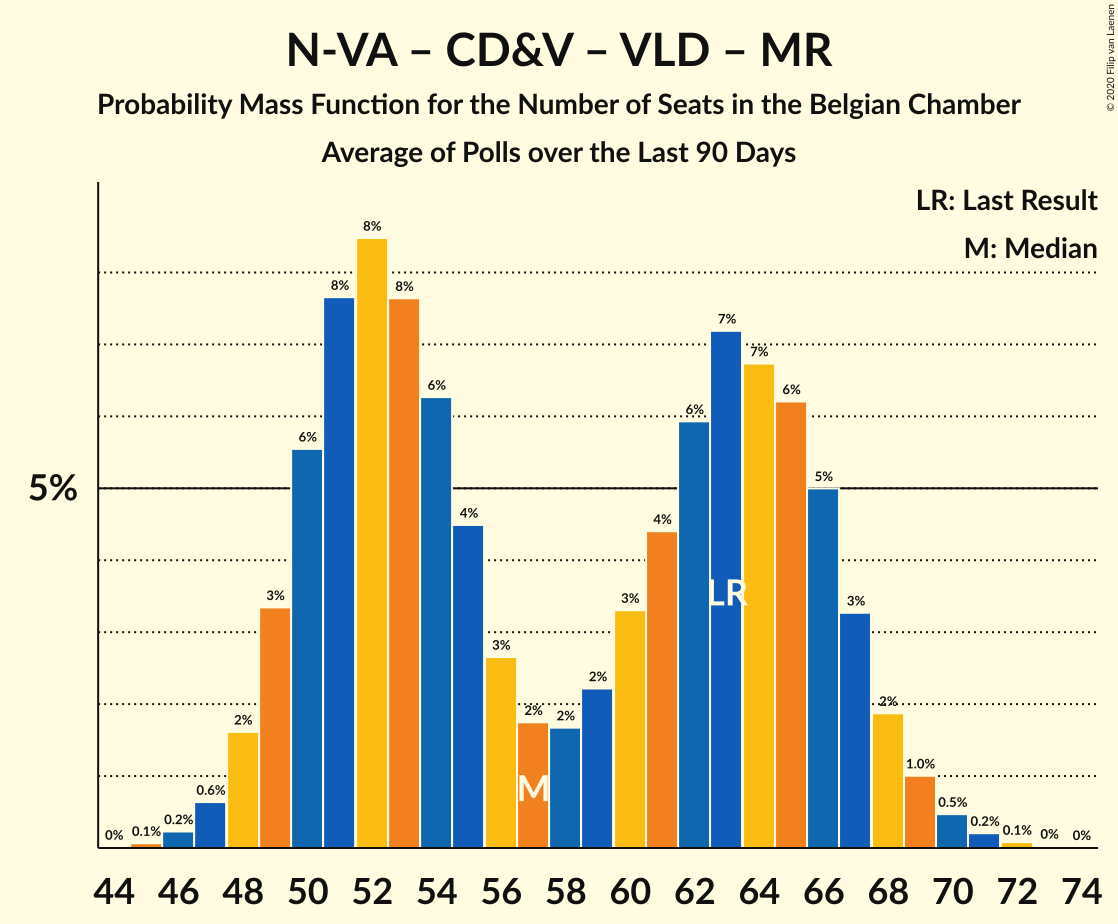 N-VA – CD&V – VLD – MR
Probability Mass Function for the Number of Seats in the Belgian Chamber
Average of Polls over the Last 90 Days
© 2020 Filip van Laenen
LR: Last Result
M: Median
5%
0% 0.1% 0.2% 0.6% 2% 3% 6% 8% 8% 8% 6% 4% 3% 2% 2% 2% 3% 4% 6% 7% 7% 6% 5% 3% 2% 1.0% 0.5% 0.2% 0.1% 0% 0%
LR
M
44 46 48 50 52 54 56 58 60 62 64 66 68 70 72 74